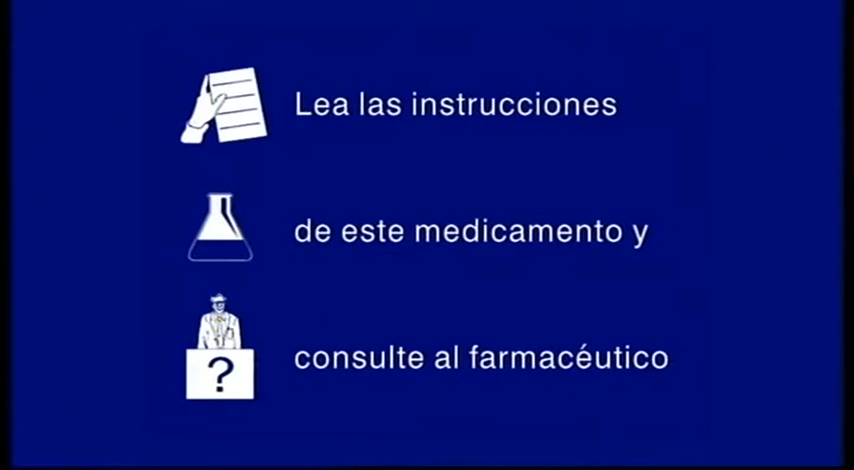 Lea las instrucciones
de este medicamento y
consulte al farmacéutico
?